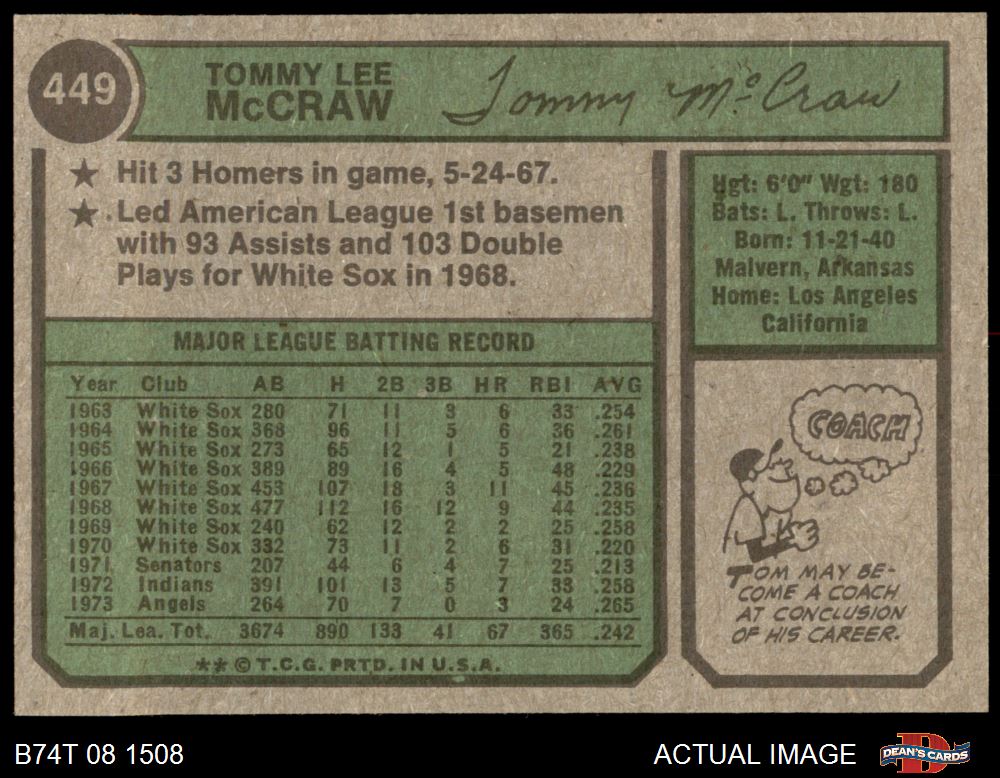 449
TOMMY LEE
McCRAW
Tommy McCraw
★ Hit 3 Homers in game, 5-24-67.
★ Led American League 1st basemen
with 93 Assists and 103 Double
Plays for White Sox in 1968.
Hgt: 6'0" Wgt: 180
Bats: L. Throws: L.
Born: 11-21-40
Malvern, Arkansas
Home: Los Angeles
California
MAJOR LEAGUE BATTING RECORD
Year Club AB H 2B 3B HR RBI AVG
1963 White Sox 280 71 11 3 6 33 .254
1964 White Sox 368 96 11 5 6 36 .261
1965 White Sox 273 65 12 1 5 21 .238
1966 White Sox 389 89 16 4 5 48 .229
1967 White Sox 453 107 18 3 11 45 .236
1968 White Sox 477 112 16 12 9 44 .235
1969 White Sox 240 62 12 2 2 25 .258
1970 White Sox 332 73 11 2 6 31 .220
1971 Senators 207 44 6 4 7 25 .213
1972 Indians 391 101 13 5 7 33 .258
1973 Angels 264 70 7 0 3 24 .265
Maj. Lea. Tot. 3674 890 133 41 67 365 .242
★★ © T.C.G. PRTD. IN U.S.A.
COACH
TOM MAY BE-
COME A COACH
AT CONCLUSION
OF HIS CAREER.
B74T 08 1508
ACTUAL IMAGE
DEAN'S CARDS